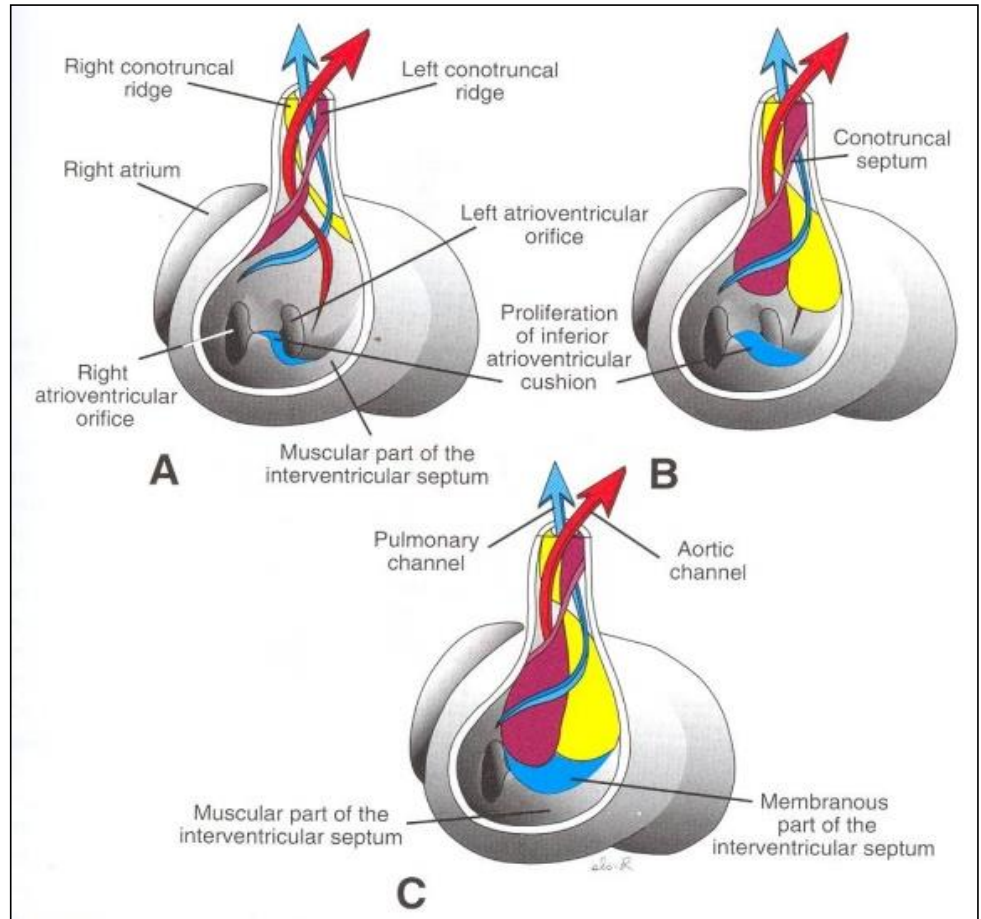 Right conotruncal
ridge
Left conotruncal
ridge
Right atrium
Left atrioventricular
orifice
Right
atrioventricular
orifice
Muscular part of the
interventricular septum
A
Conotruncal
septum
Proliferation
of inferior
atrioventricular
cushion
B
Pulmonary
channel
Aortic
channel
Muscular part of the
interventricular septum
Membranous
part of the
interventricular septum
C